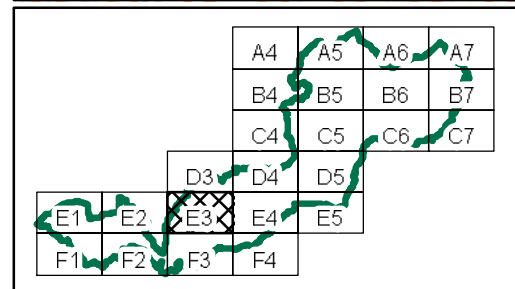 A4 A5 A6 A7
B4 B5 B6 B7
C4 C5 C6 C7
D3 D4 D5
E1 E2 E3 E4 E5
F1 F2 F3 F4